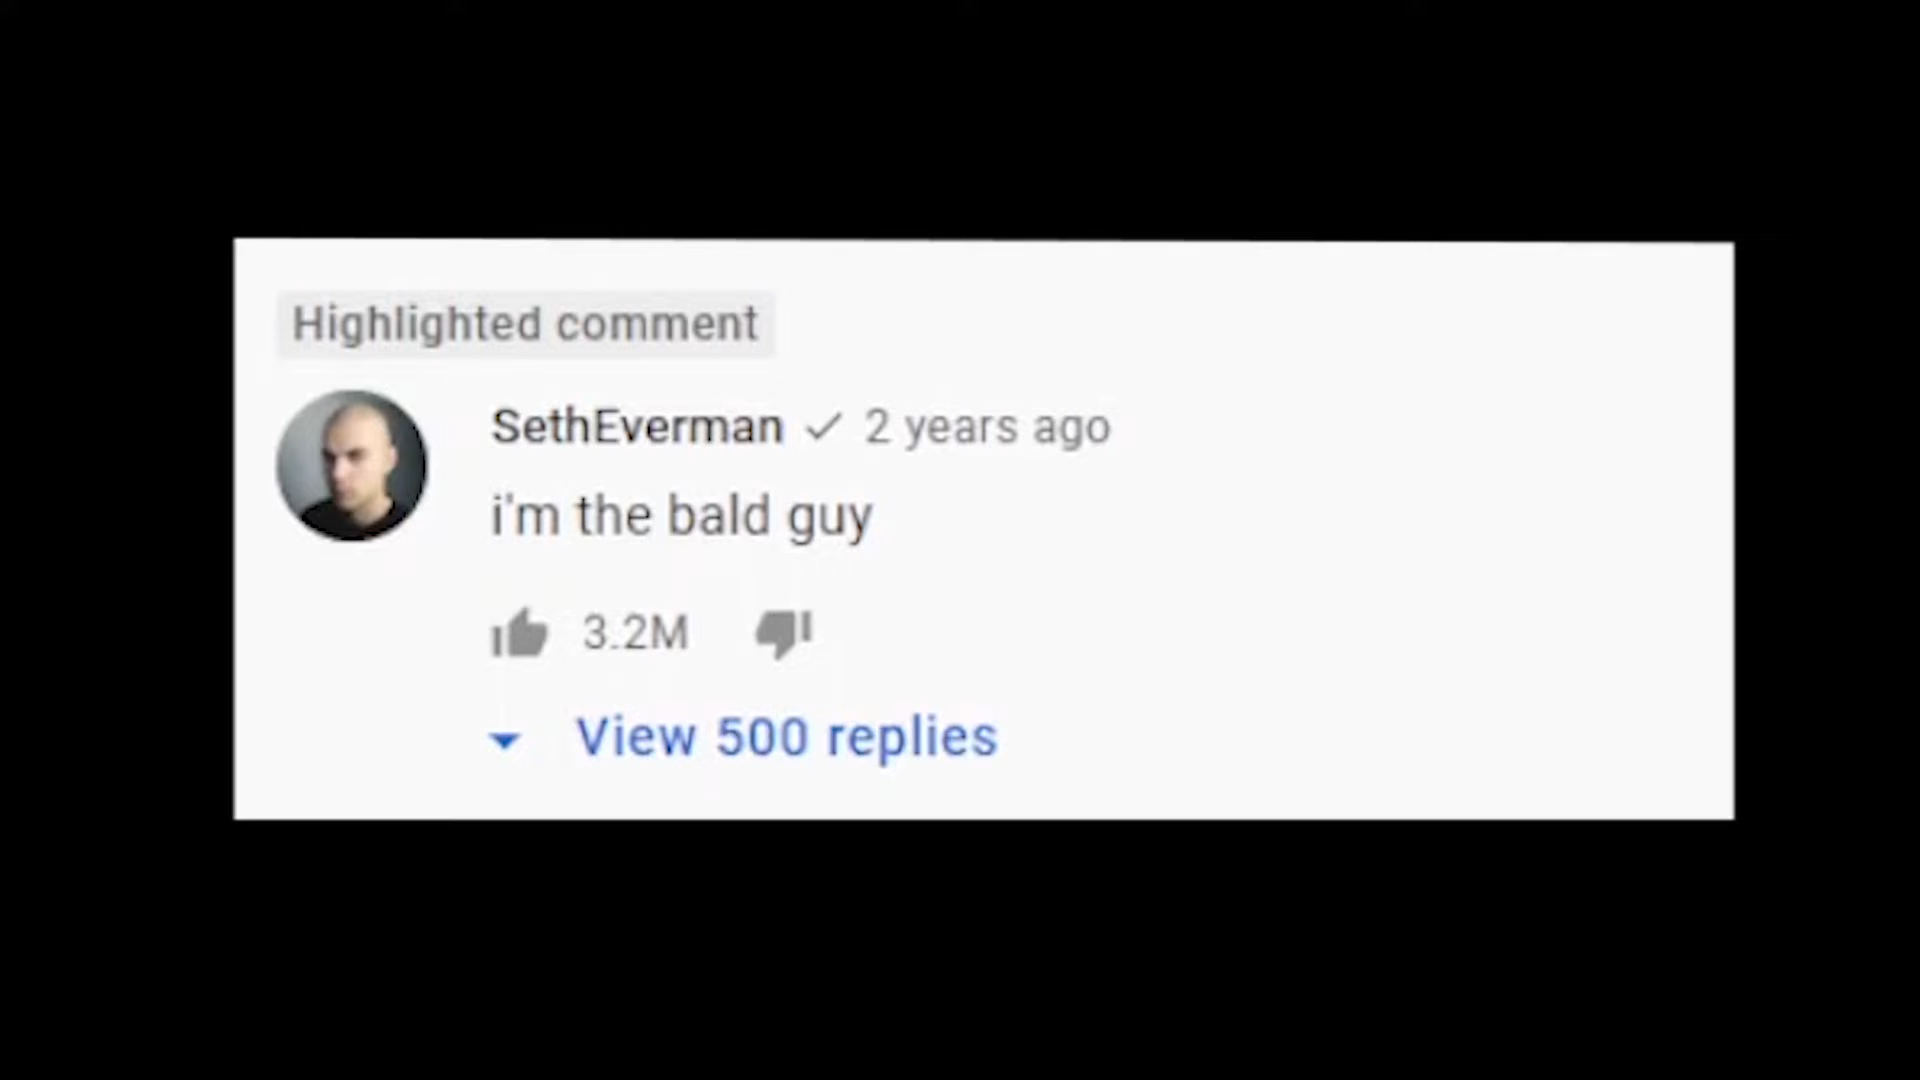 Highlighted comment
SethEverman ✓ 2 years ago
i'm the bald guy
3.2M
View 500 replies